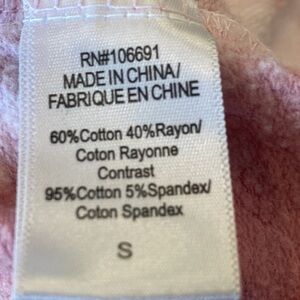 RN#106691
MADE IN CHINA/
FABRIQUE EN CHINE
60%Cotton 40%Rayon/
Coton Rayonne
Contrast
95%Cotton 5%Spandex/
Coton Spandex
S